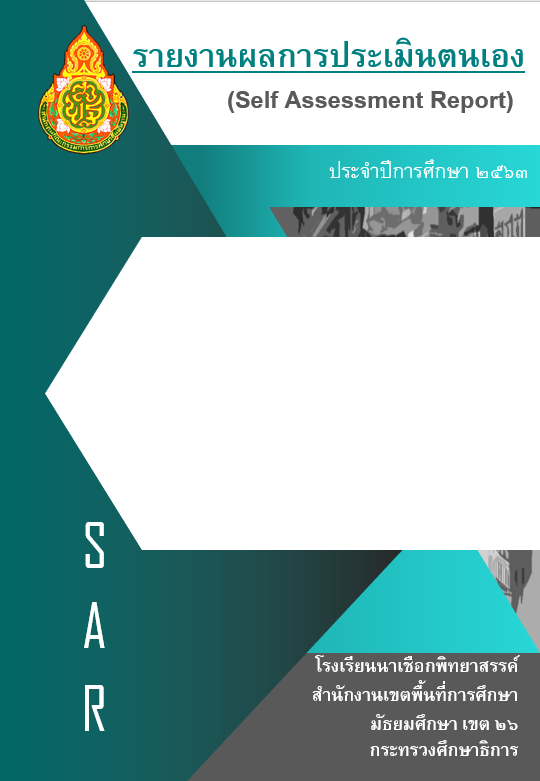 รายงานผลการประเมินตนเอง
(Self Assessment Report)
ประจำปีการศึกษา ๒๕๖๓
S
A
R
โรงเรียนนาเชือกพิทยาสรรค์
สำนักงานเขตพื้นที่การศึกษา
มัธยมศึกษา เขต ๒๖
กระทรวงศึกษาธิการ